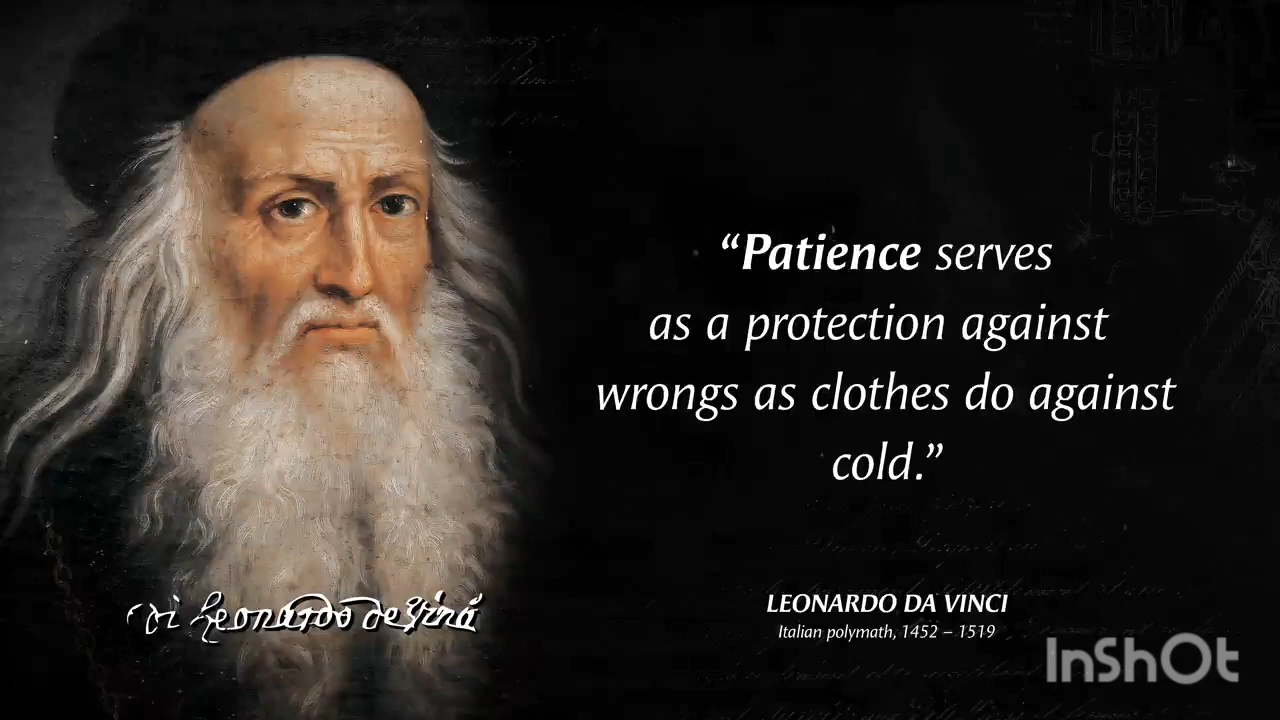 “Patience serves
as a protection against
wrongs as clothes do against
cold.”
Leonardo
LEONARDO DA VINCI
Italian polymath, 1452 – 1519
InShOt